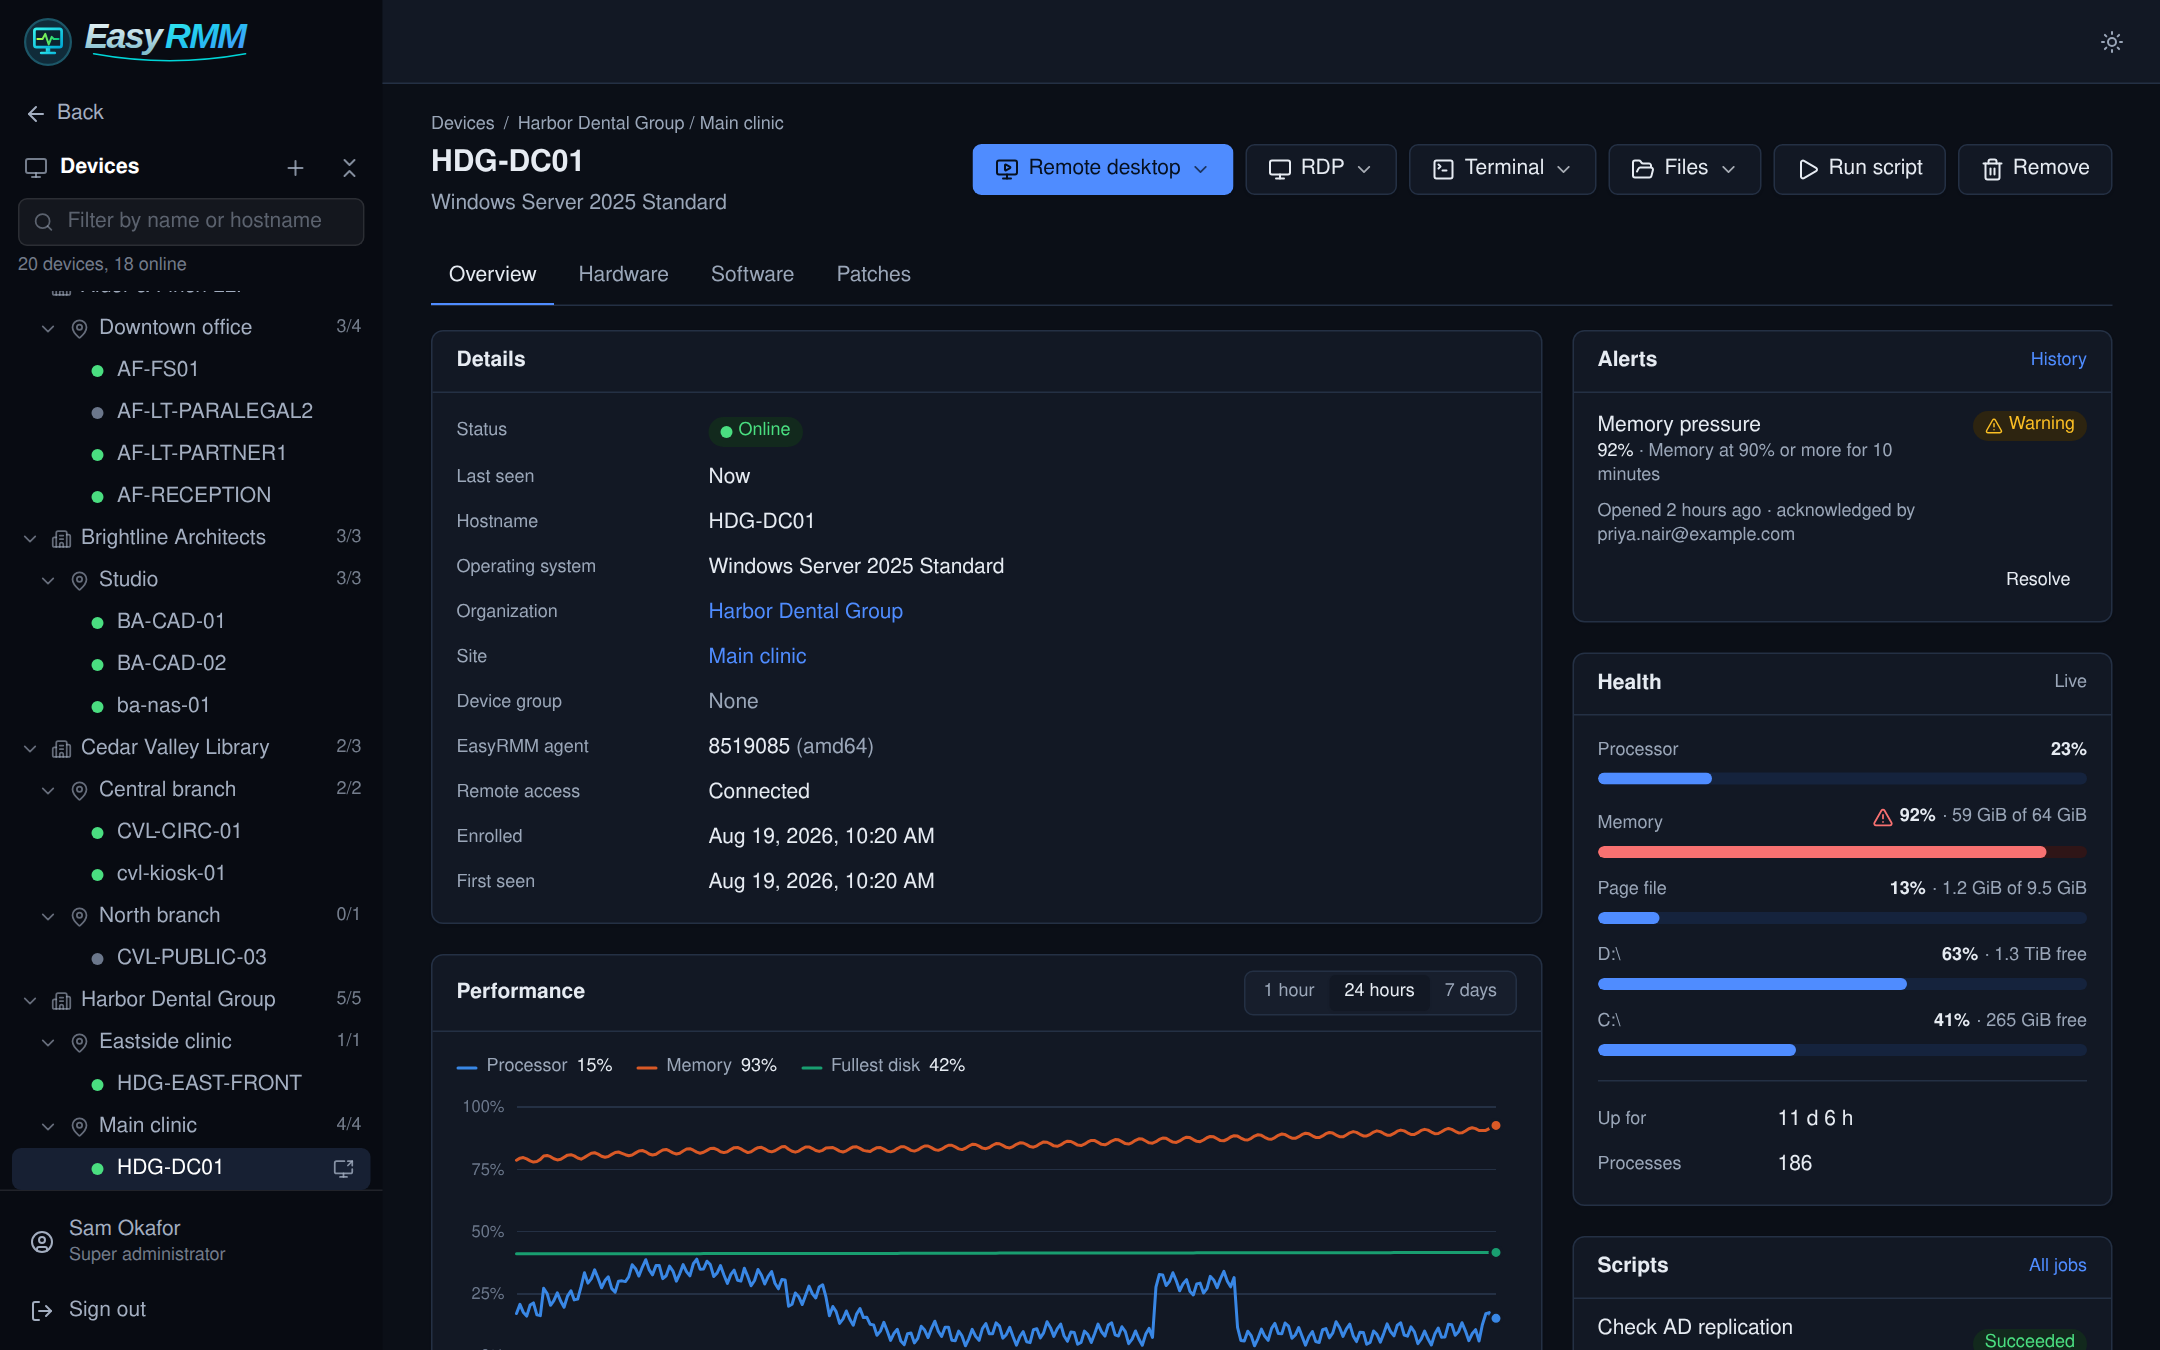 EasyRMM
Back
Devices
Filter by name or hostname
20 devices, 18 online
Downtown office 3/4
AF-FS01
AF-LT-PARALEGAL2
AF-LT-PARTNER1
AF-RECEPTION
Brightline Architects 3/3
Studio 3/3
BA-CAD-01
BA-CAD-02
ba-nas-01
Cedar Valley Library 2/3
Central branch 2/2
CVL-CIRC-01
cvl-kiosk-01
North branch 0/1
CVL-PUBLIC-03
Harbor Dental Group 5/5
Eastside clinic 1/1
HDG-EAST-FRONT
Main clinic 4/4
HDG-DC01
Sam Okafor
Super administrator
Sign out
Devices / Harbor Dental Group / Main clinic
HDG-DC01
Windows Server 2025 Standard
Remote desktop
RDP
Terminal
Files
Run script
Remove
Overview
Hardware
Software
Patches
Details
Status Online
Last seen Now
Hostname HDG-DC01
Operating system Windows Server 2025 Standard
Organization Harbor Dental Group
Site Main clinic
Device group None
EasyRMM agent 8519085 (amd64)
Remote access Connected
Enrolled Aug 19, 2026, 10:20 AM
First seen Aug 19, 2026, 10:20 AM
Performance
1 hour 24 hours 7 days
Processor 15% Memory 93% Fullest disk 42%
100%
75%
50%
25%
Alerts History
Memory pressure Warning
92% · Memory at 90% or more for 10
minutes
Opened 2 hours ago · acknowledged by
priya.nair@example.com
Resolve
Health Live
Processor 23%
Memory 92% · 59 GiB of 64 GiB
Page file 13% · 1.2 GiB of 9.5 GiB
D:\ 63% · 1.3 TiB free
C:\ 41% · 265 GiB free
Up for 11 d 6 h
Processes 186
Scripts All jobs
Check AD replication
Succeeded